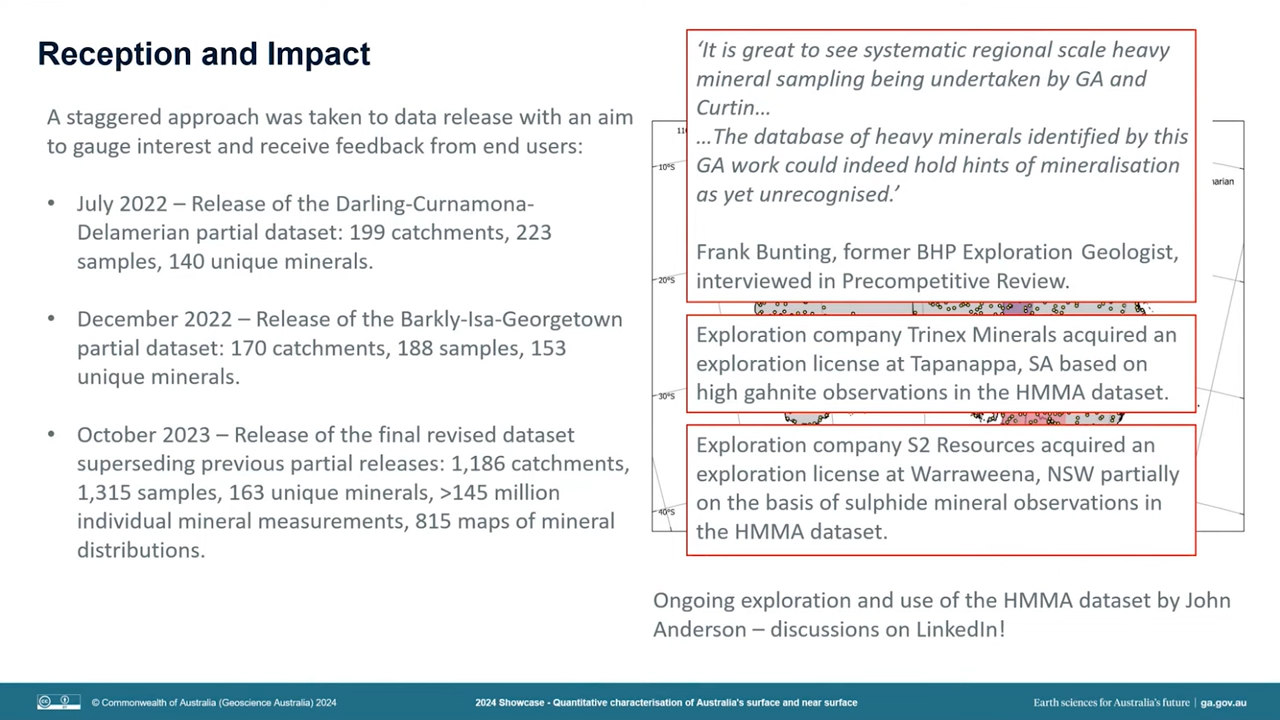 Reception and Impact
A staggered approach was taken to data release with an aim
to gauge interest and receive feedback from end users:
• July 2022 – Release of the Darling-Curnamona-
Delamerian partial dataset: 199 catchments, 223
samples, 140 unique minerals.
• December 2022 – Release of the Barkly-Isa-Georgetown
partial dataset: 170 catchments, 188 samples, 153
unique minerals.
• October 2023 – Release of the final revised dataset
superseding previous partial releases: 1,186 catchments,
1,315 samples, 163 unique minerals, >145 million
individual mineral measurements, 815 maps of mineral
distributions.
‘It is great to see systematic regional scale heavy
mineral sampling being undertaken by GA and
Curtin…
…The database of heavy minerals identified by this
GA work could indeed hold hints of mineralisation
as yet unrecognised.’
Frank Bunting, former BHP Exploration Geologist,
interviewed in Precompetitive Review.
Exploration company Trinex Minerals acquired an
exploration license at Tapanappa, SA based on
high gahnite observations in the HMMA dataset.
Exploration company S2 Resources acquired an
exploration license at Warraweena, NSW partially
on the basis of sulphide mineral observations in
the HMMA dataset.
10°S
20°S
30°S
40°S
Ongoing exploration and use of the HMMA dataset by John
Anderson – discussions on LinkedIn!
© Commonwealth of Australia (Geoscience Australia) 2024
2024 Showcase - Quantitative characterisation of Australia's surface and near surface
Earth sciences for Australia's future | ga.gov.au